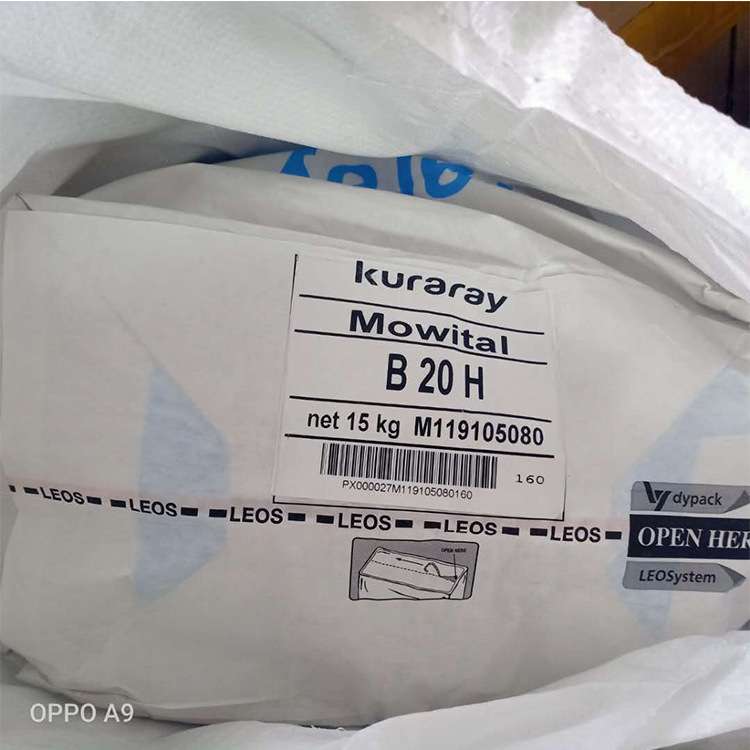 kuraray
Mowital
B 20 H
net 15 kg M119105080
160
PX000027M119105080160
LEOS LEOS LEOS LEOS LEOS LEOS
dypack
OPEN HER
LEOSystem
OPEN HERE
OPPO A9